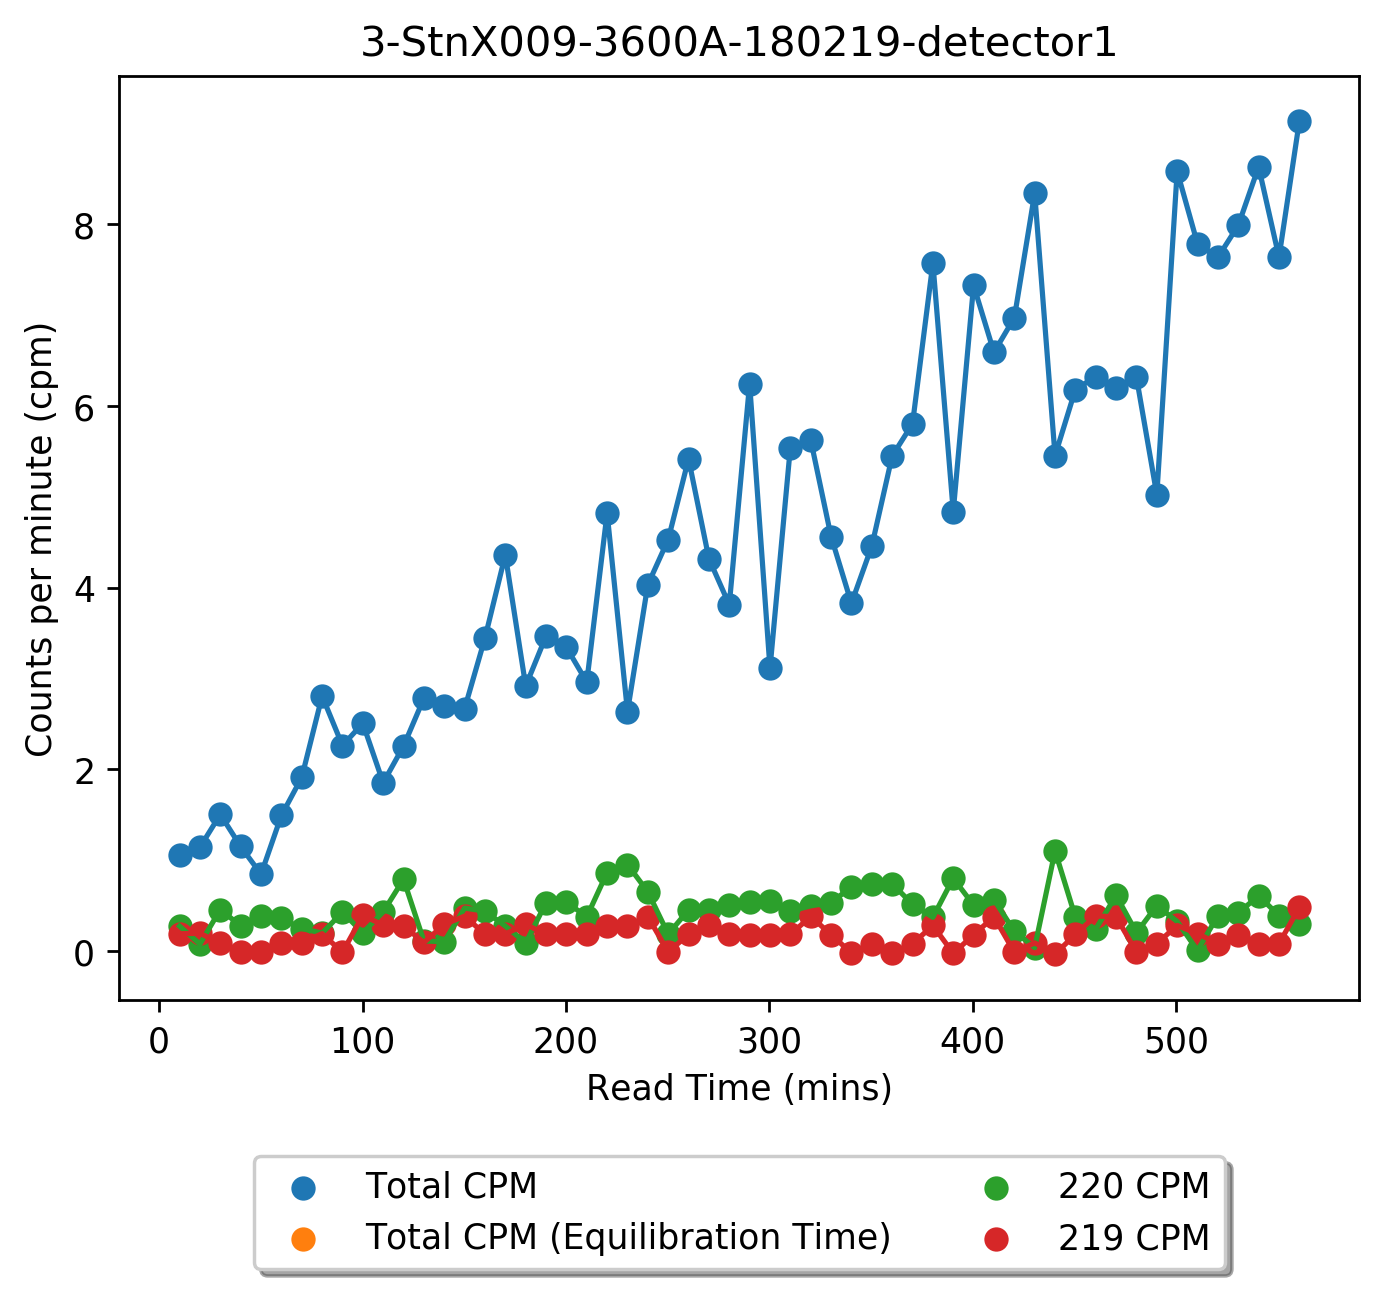 3-StnX009-3600A-180219-detector1
Counts per minute (cpm)
8
6
4
2
0
0 100 200 300 400 500
Read Time (mins)
Total CPM
Total CPM (Equilibration Time)
220 CPM
219 CPM